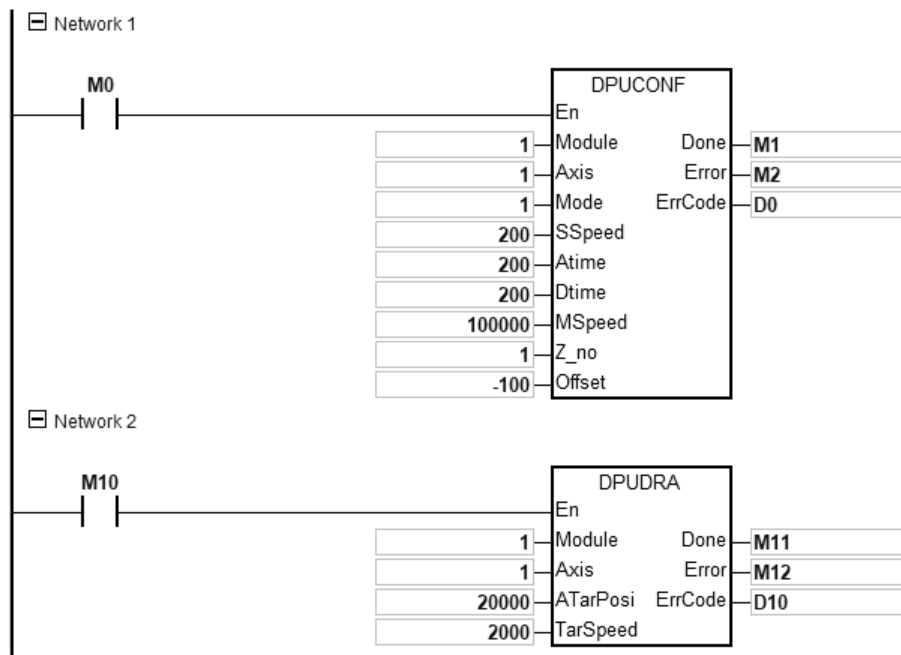 Network 1
M0
DPUCONF
En
1 Module Done M1
1 Axis Error M2
1 Mode ErrCode D0
200 SSpeed
200 Atime
200 Dtime
100000 MSpeed
1 Z_no
-100 Offset
Network 2
M10
DPUDRA
En
1 Module Done M11
1 Axis Error M12
20000 ATarPosi ErrCode D10
2000 TarSpeed